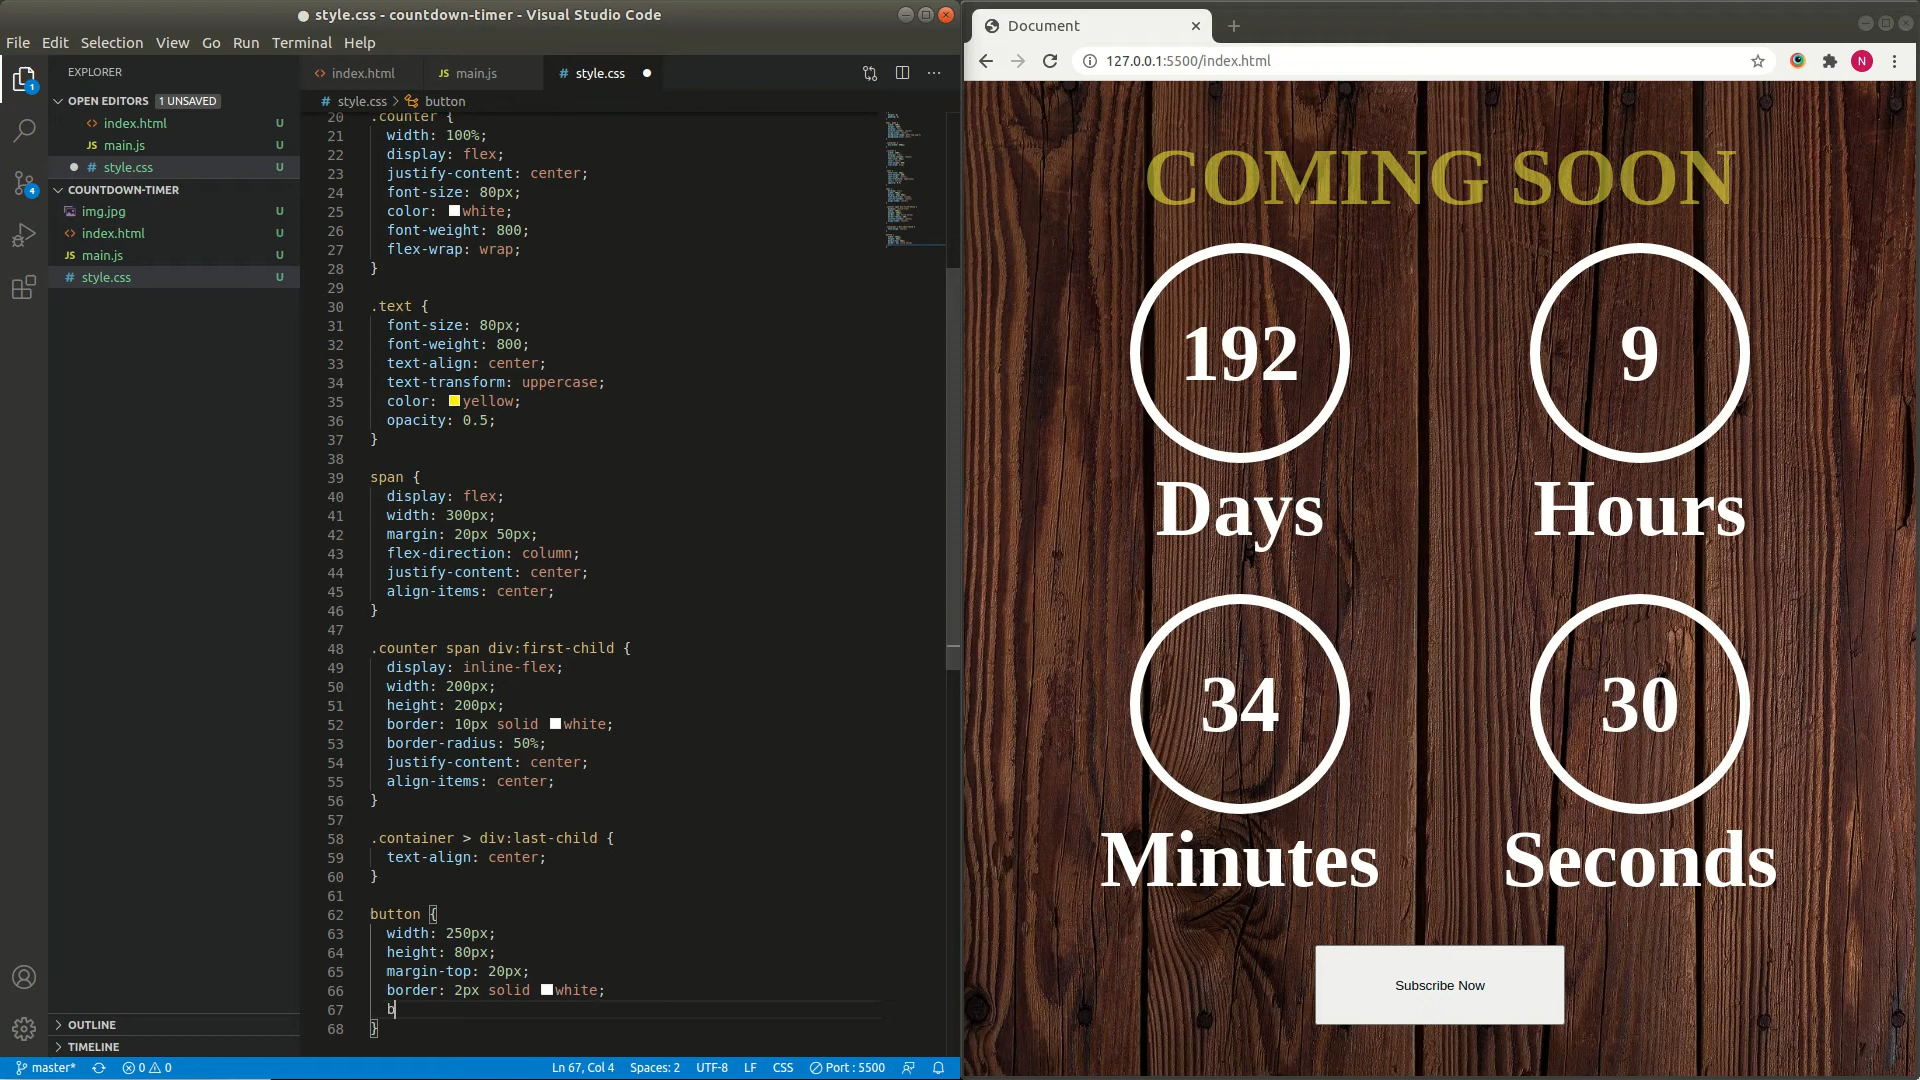 style.css - countdown-timer - Visual Studio Code
File Edit Selection View Go Run Terminal Help
EXPLORER
OPEN EDITORS 1 UNSAVED
<> index.html U
JS main.js U
# style.css U
COUNTDOWN-TIMER
img.jpg U
<> index.html U
JS main.js U
# style.css U
OUTLINE
TIMELINE
1
4
<> index.html
JS main.js
# style.css
# style.css > button
20 .counter {
21 width: 100%;
22 display: flex;
23 justify-content: center;
24 font-size: 80px;
25 color: white;
26 font-weight: 800;
27 flex-wrap: wrap;
28 }
29
30 .text {
31 font-size: 80px;
32 font-weight: 800;
33 text-align: center;
34 text-transform: uppercase;
35 color: yellow;
36 opacity: 0.5;
37 }
38
39 span {
40 display: flex;
41 width: 300px;
42 margin: 20px 50px;
43 flex-direction: column;
44 justify-content: center;
45 align-items: center;
46 }
47
48 .counter span div:first-child {
49 display: inline-flex;
50 width: 200px;
51 height: 200px;
52 border: 10px solid white;
53 border-radius: 50%;
54 justify-content: center;
55 align-items: center;
56 }
57
58 .container > div:last-child {
59 text-align: center;
60 }
61
62 button {
63 width: 250px;
64 height: 80px;
65 margin-top: 20px;
66 border: 2px solid white;
67 b
68 }
master* 0 0 Ln 67, Col 4 Spaces: 2 UTF-8 LF CSS Port : 5500
Document
127.0.0.1:5500/index.html
N
COMING SOON
192 9
Days Hours
34 30
Minutes Seconds
Subscribe Now